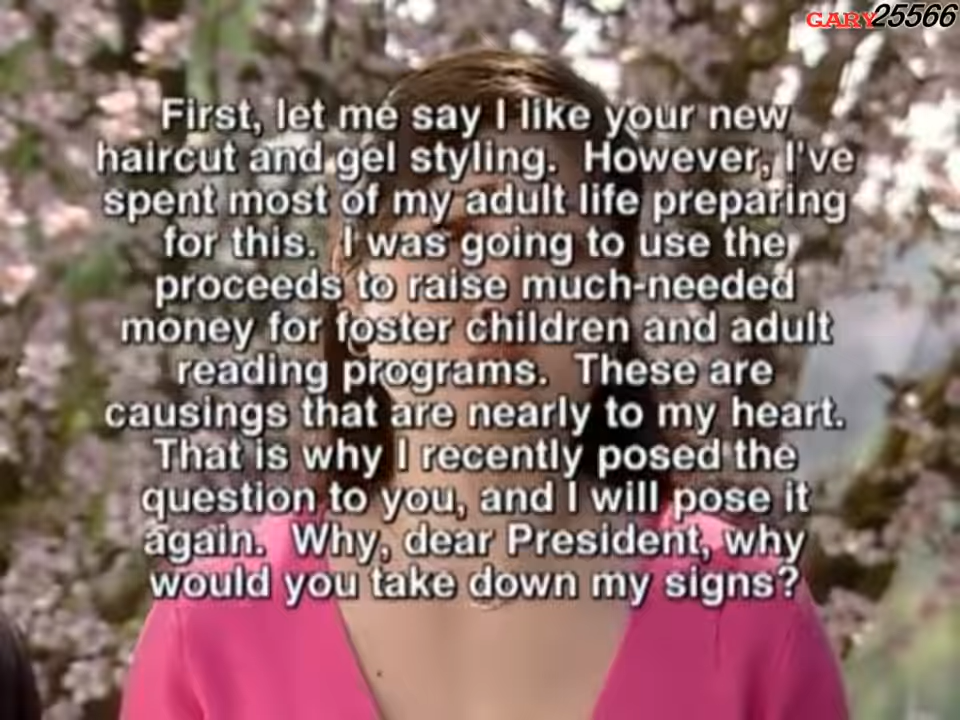 GARY25566
First, let me say I like your new
haircut and gel styling.  However, I've
spent most of my adult life preparing
for this.  I was going to use the
proceeds to raise much-needed
money for foster children and adult
reading programs.  These are
causings that are nearly to my heart.
That is why I recently posed the
question to you, and I will pose it
again.  Why, dear President, why
would you take down my signs?